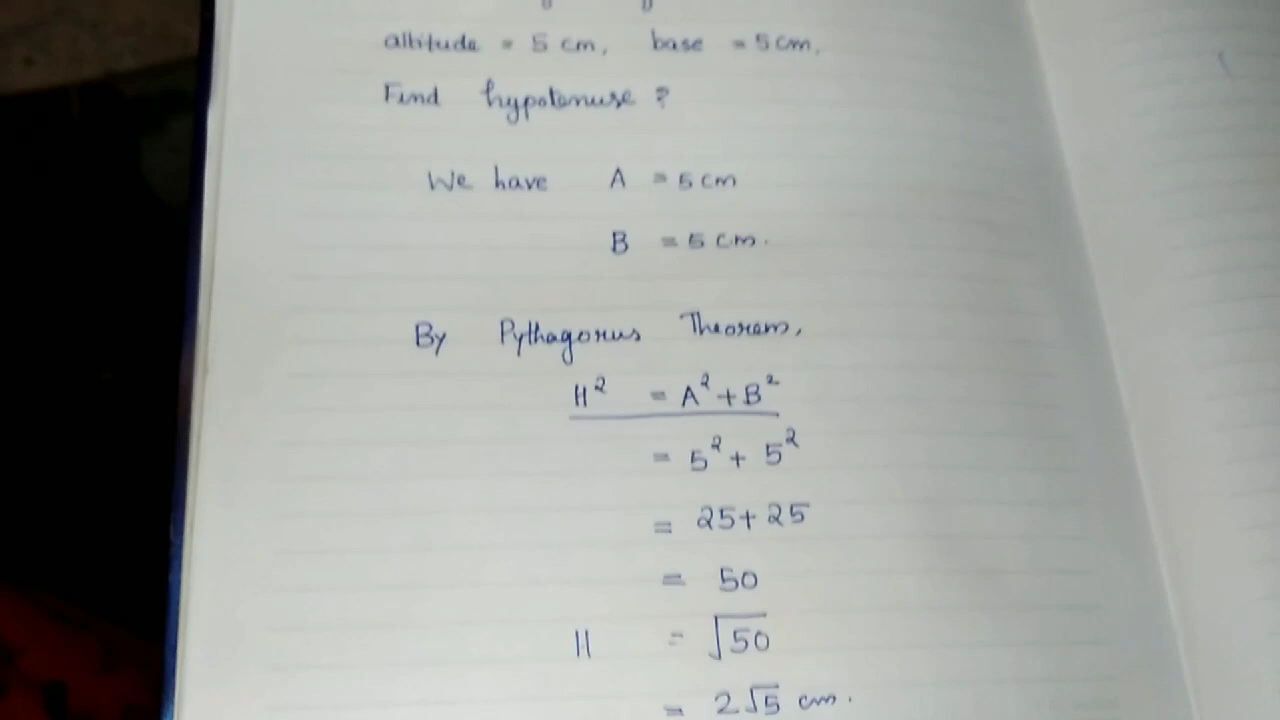 altitude = 5 cm, base = 5 cm,
Find hypotenuse ?
We have A = 5 cm
B = 5 cm.
By Pythagorus Theorem,
H² = A² + B²
= 5² + 5²
= 25 + 25
= 50
H = √50
= 2√5 cm.